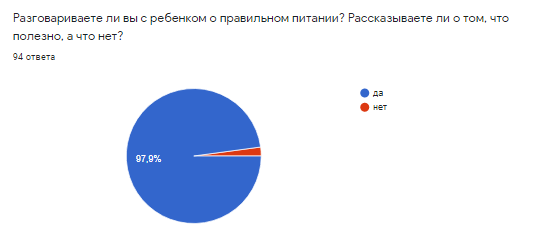 Разговариваете ли вы с ребенком о правильном питании? Рассказываете ли о том, что
полезно, а что нет?
94 ответа
да
нет
97,9%